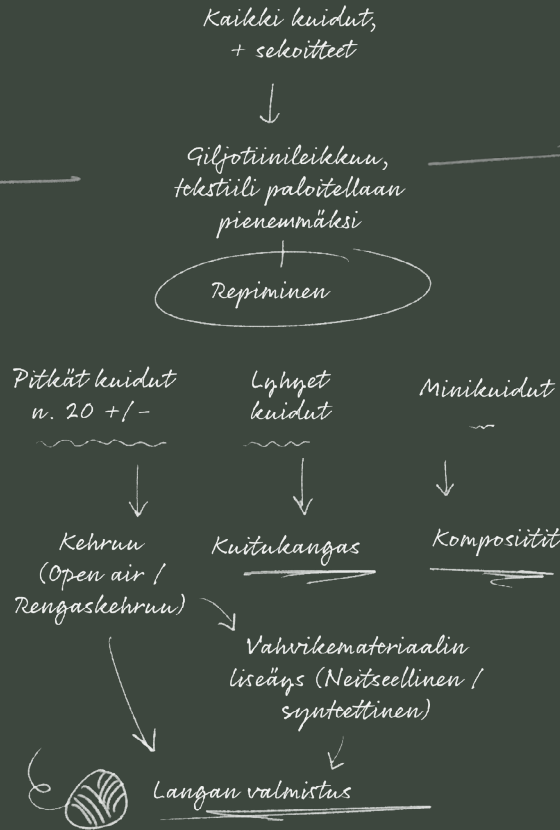 Kaikki kuidut,
+ sekoitteet
Giljotiinileikkuu,
tekstiili paloitellaan
pienemmäksi
Repiminen
Pitkät kuidut
n. 20 +/-
Lyhyet
kuidut
Minikuidut
Kehruu
(Open air /
Rengaskehruu)
Kuitukangas
Komposiitit
Vahvikemateriaalin
liseäys (Neitseellinen /
synteettinen)
Langan valmistus